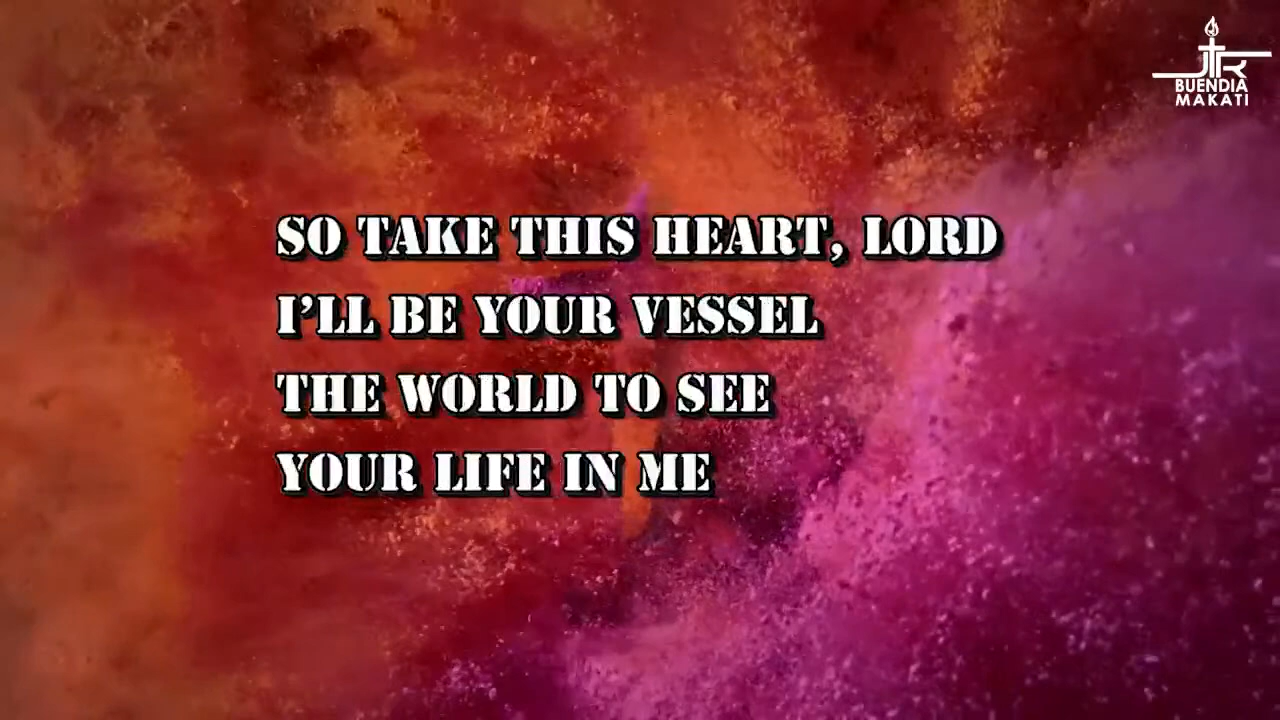 JTR
BUENDIA
MAKATI
SO TAKE THIS HEART, LORD
I'LL BE YOUR VESSEL
THE WORLD TO SEE
YOUR LIFE IN ME